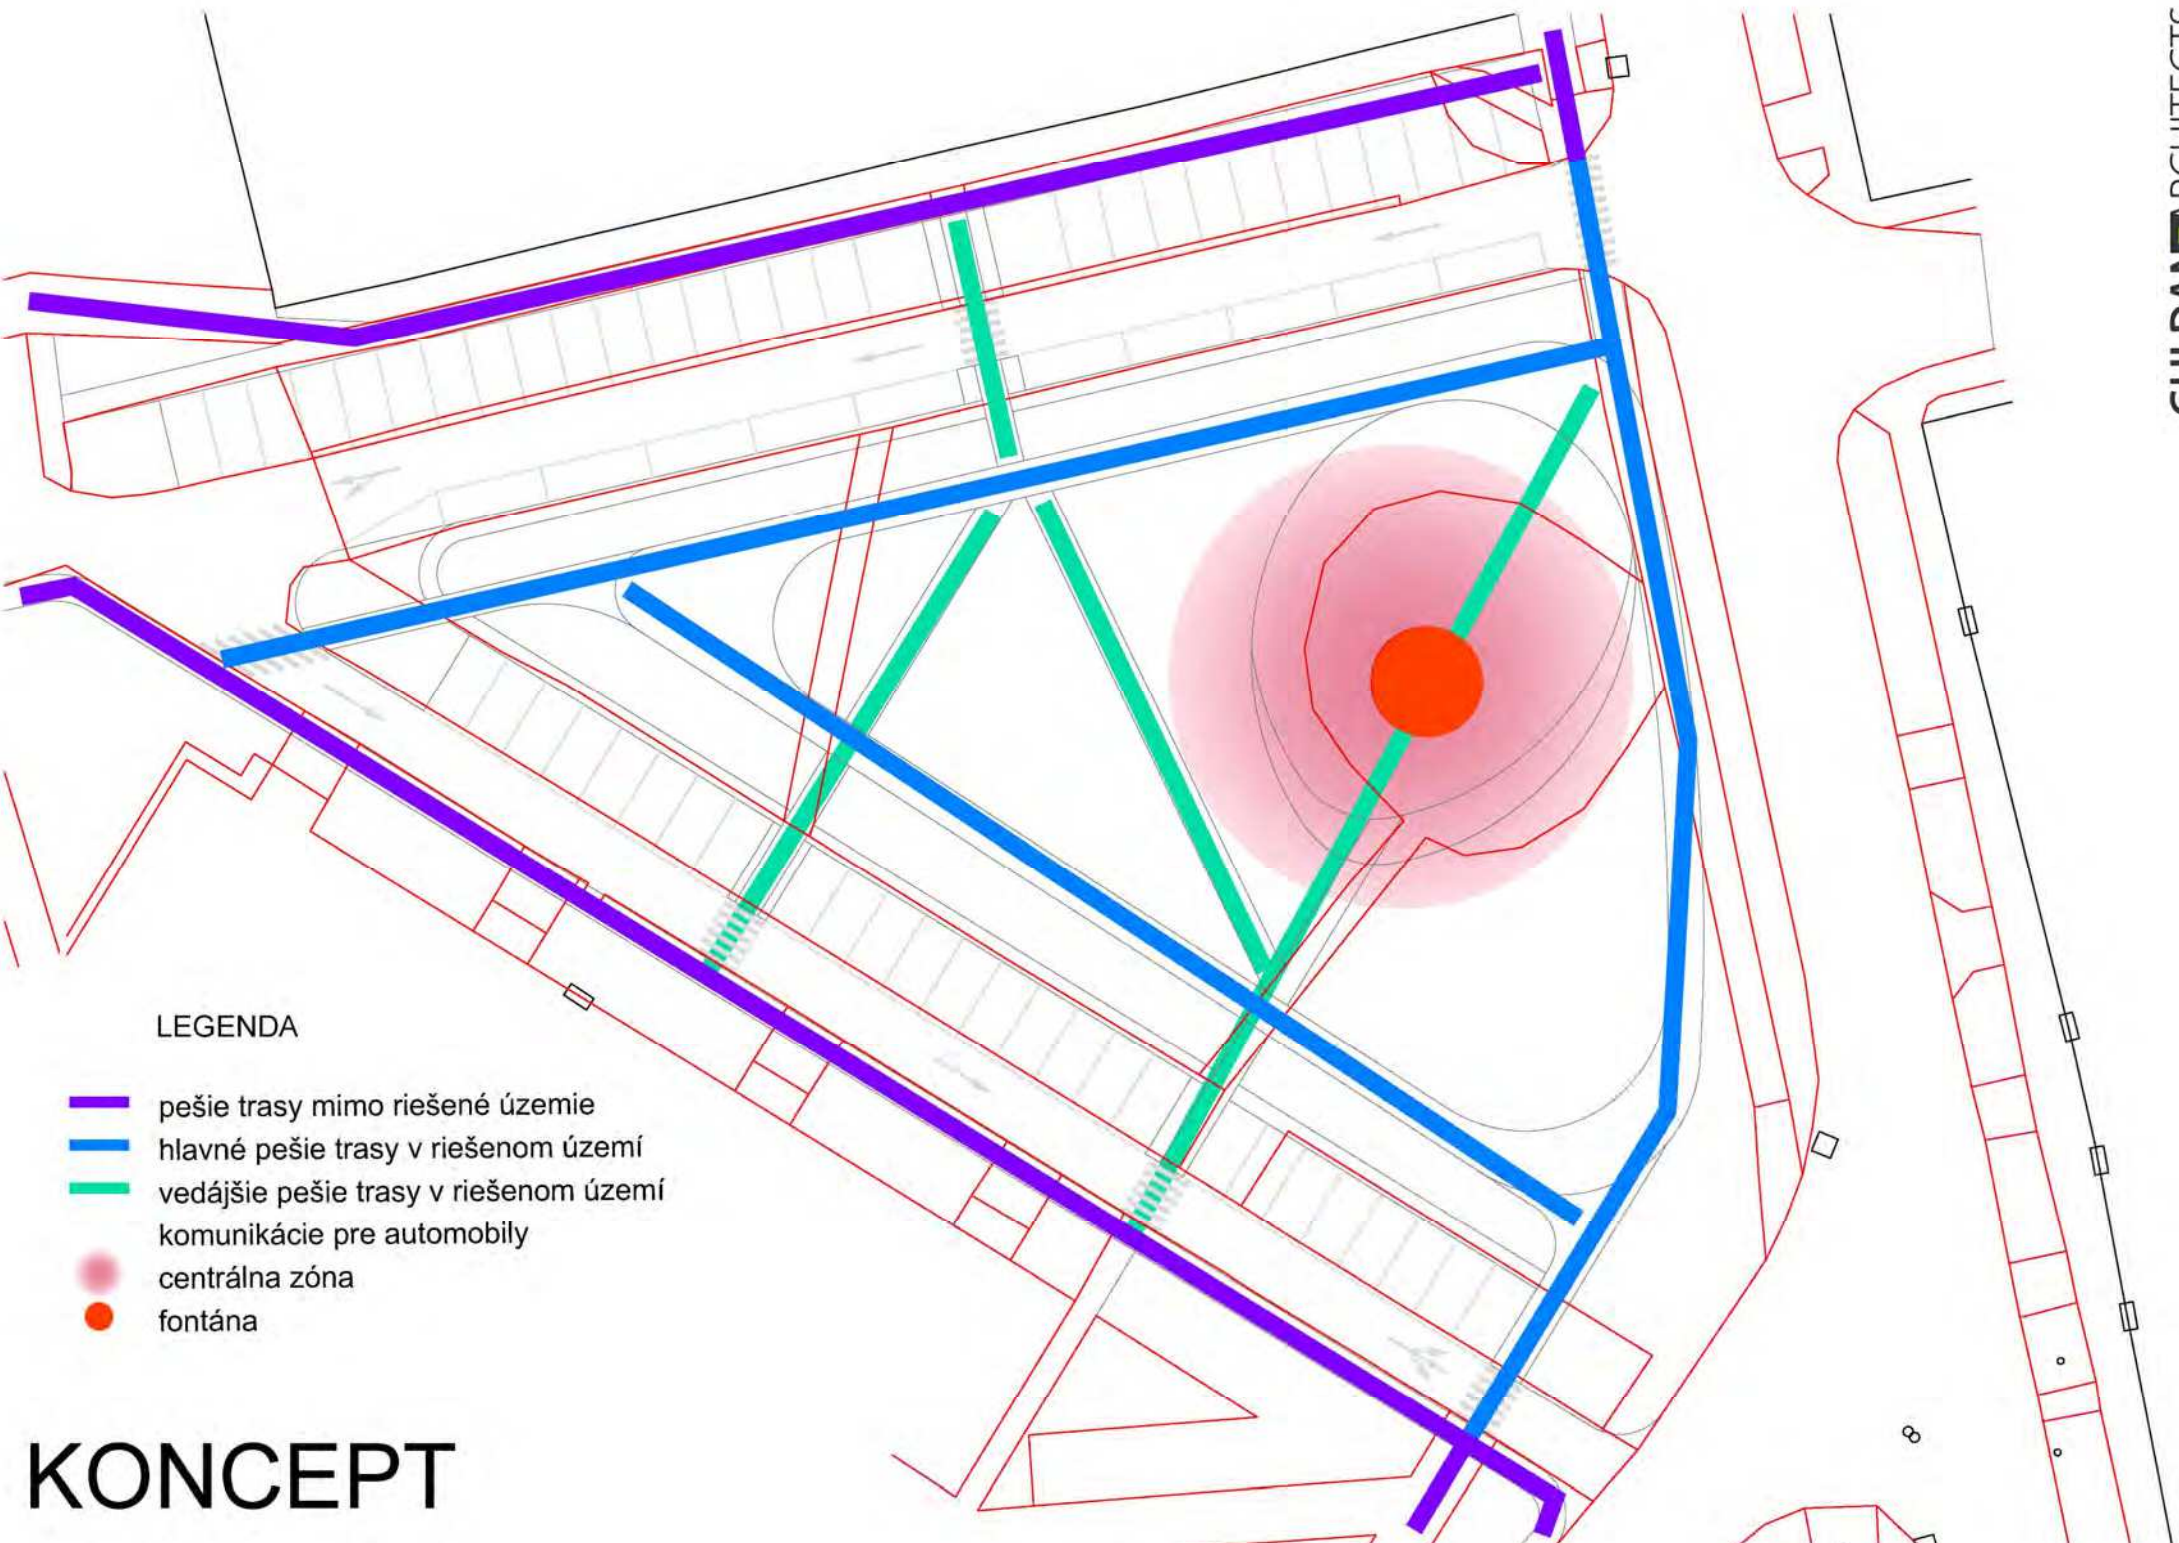 LEGENDA
pešie trasy mimo riešené územie
hlavné pešie trasy v riešenom území
vedájšie pešie trasy v riešenom území
komunikácie pre automobily
centrálna zóna
fontána
KONCEPT